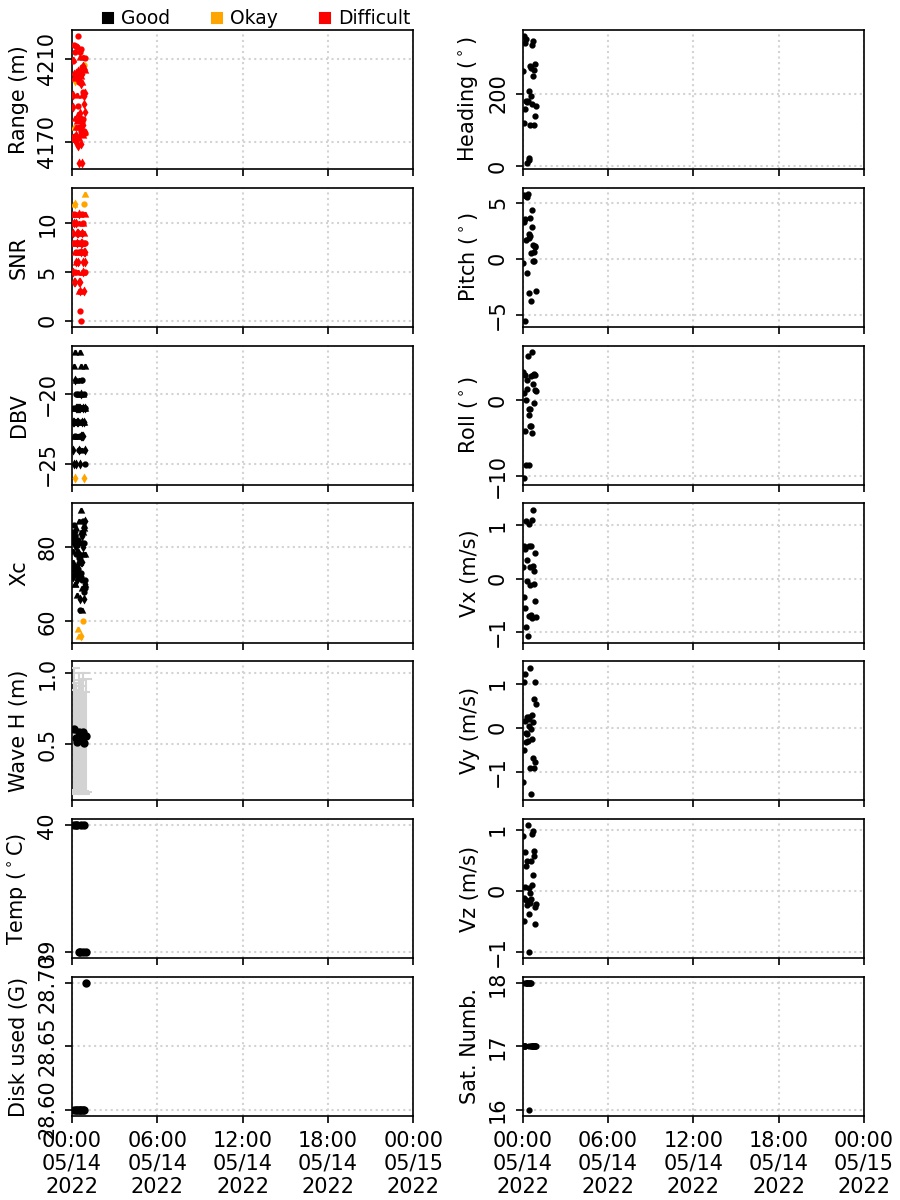 Good Okay Difficult
Range (m)
4210
4170
Heading (°)
200
0
SNR
10
5
0
Pitch (°)
5
0
−5
DBV
−20
−25
Roll (°)
0
−10
Xc
80
60
Vx (m/s)
1
0
−1
Wave H (m)
1.0
0.5
Vy (m/s)
1
0
−1
Temp (°C)
40
39
Vz (m/s)
1
0
−1
Disk used (G)
28.70
28.65
28.60
Sat. Numb.
18
17
16
00:00 06:00 12:00 18:00 00:00
05/14 05/14 05/14 05/14 05/15
2022 2022 2022 2022 2022
00:00 06:00 12:00 18:00 00:00
05/14 05/14 05/14 05/14 05/15
2022 2022 2022 2022 2022